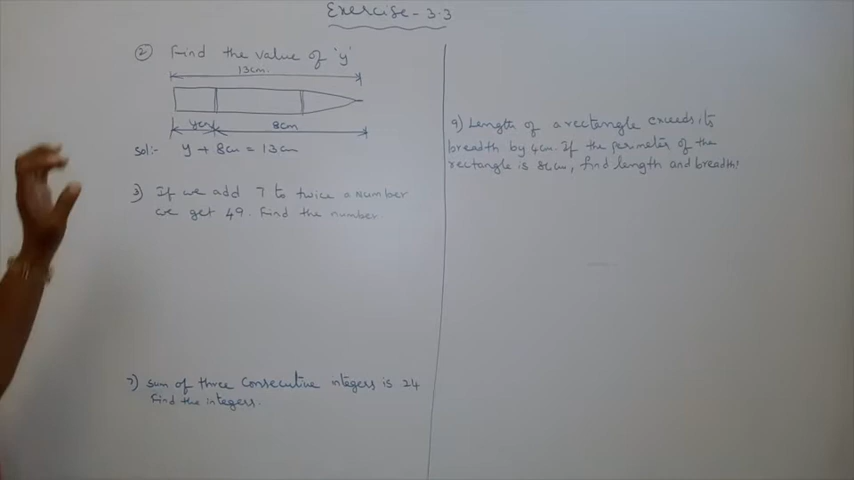 Exercise - 3.3
② Find the value of 'y'
13cm.
ycm
8cm
Sol:- y + 8cm = 13cm
3) If we add 7 to twice a number
we get 49. Find the number
7) sum of three consecutive integers is 24
Find the integers.
9) Length of a rectangle exceeds its
breadth by 4cm. If the perimeter of the
rectangle is 84cm, find length and breadth?